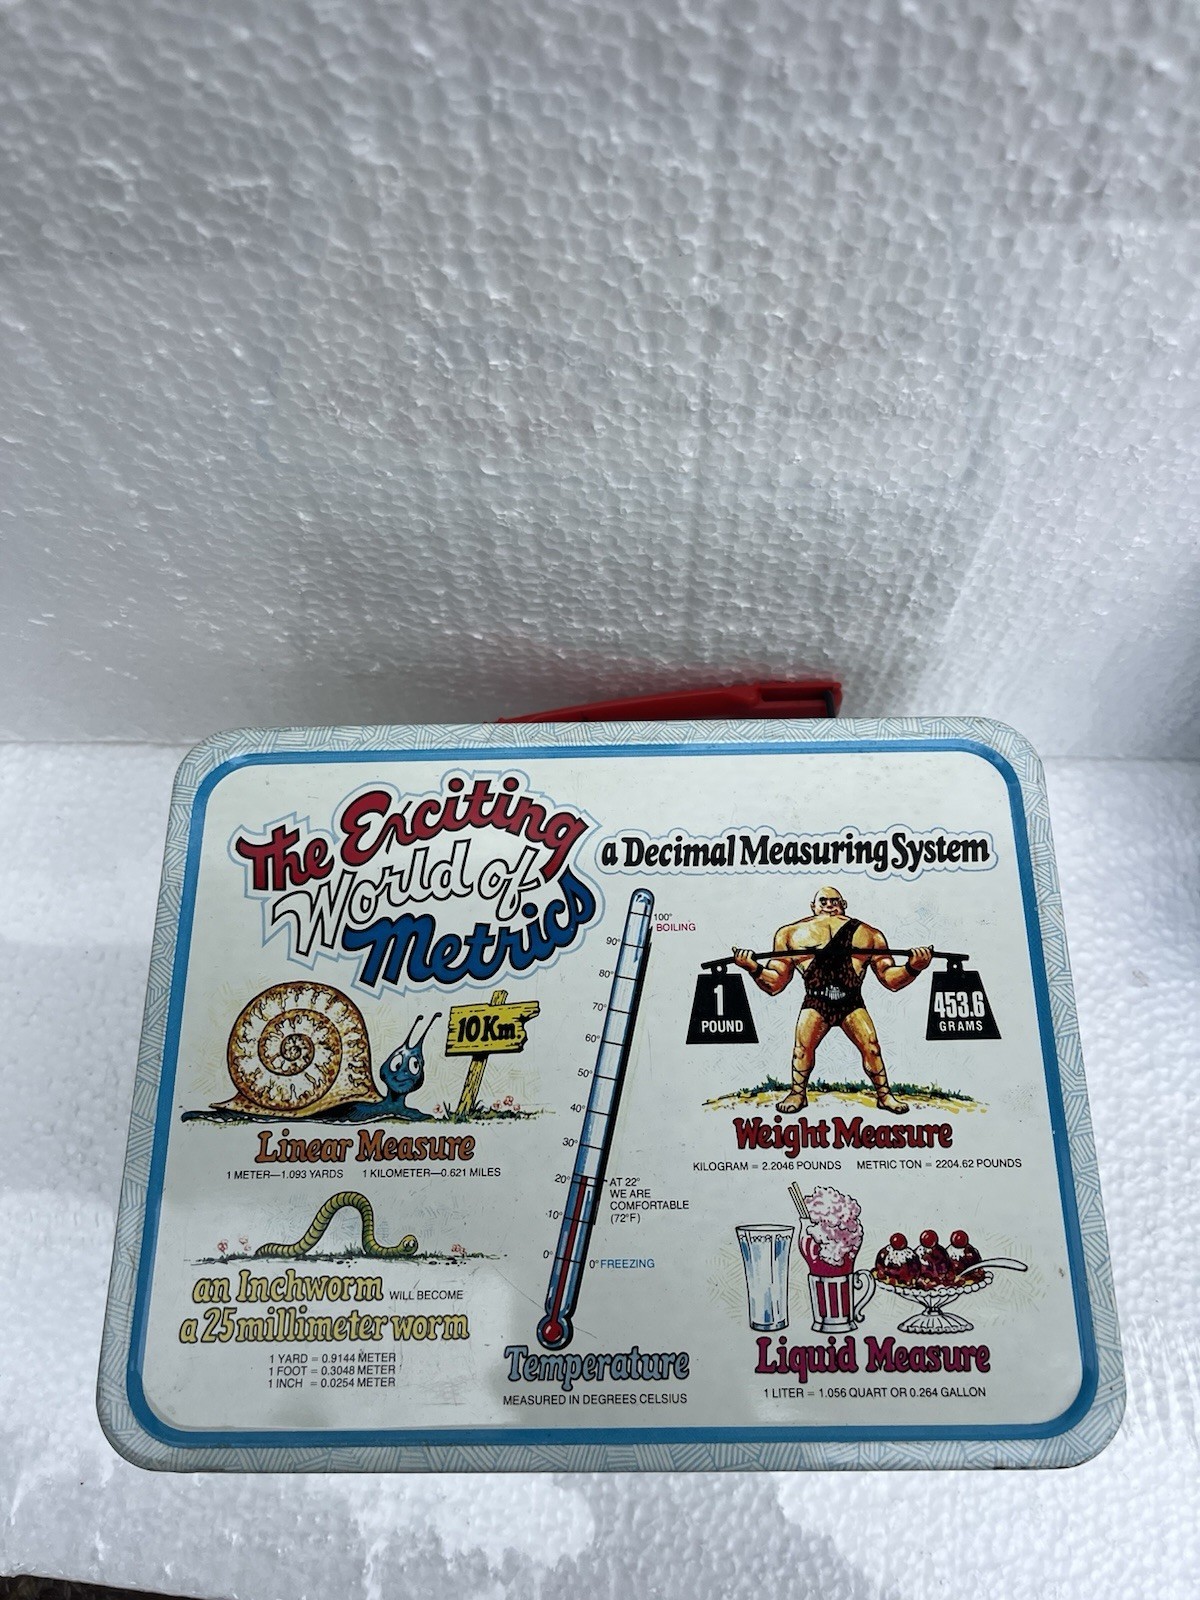 The Exciting
World of
Metrics
a Decimal Measuring System
10 Km.
Linear Measure
1 METER—1.093 YARDS 1 KILOMETER—0.621 MILES
an Inchworm WILL BECOME
a 25 millimeter worm
1 YARD = 0.9144 METER
1 FOOT = 0.3048 METER
1 INCH = 0.0254 METER
100°
BOILING
90°
80°
70°
60°
50°
40°
30°
20°
AT 22°
WE ARE
COMFORTABLE
(72°F)
10°
0°
0° FREEZING
Temperature
MEASURED IN DEGREES CELSIUS
1
POUND
453.6
GRAMS
Weight Measure
KILOGRAM = 2.2046 POUNDS METRIC TON = 2204.62 POUNDS
Liquid Measure
1 LITER = 1.056 QUART OR 0.264 GALLON